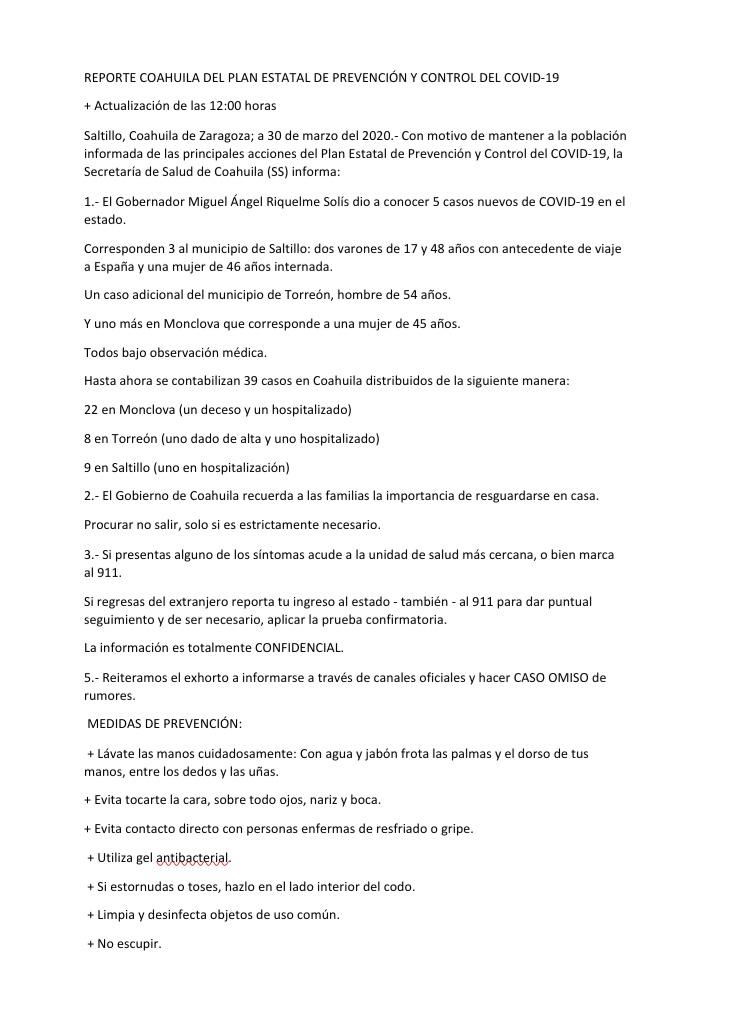 REPORTE COAHUILA DEL PLAN ESTATAL DE PREVENCIÓN Y CONTROL DEL COVID-19
+ Actualización de las 12:00 horas
Saltillo, Coahuila de Zaragoza; a 30 de marzo del 2020.- Con motivo de mantener a la población
informada de las principales acciones del Plan Estatal de Prevención y Control del COVID-19, la
Secretaría de Salud de Coahuila (SS) informa:
1.- El Gobernador Miguel Ángel Riquelme Solís dio a conocer 5 casos nuevos de COVID-19 en el
estado.
Corresponden 3 al municipio de Saltillo: dos varones de 17 y 48 años con antecedente de viaje
a España y una mujer de 46 años internada.
Un caso adicional del municipio de Torreón, hombre de 54 años.
Y uno más en Monclova que corresponde a una mujer de 45 años.
Todos bajo observación médica.
Hasta ahora se contabilizan 39 casos en Coahuila distribuidos de la siguiente manera:
22 en Monclova (un deceso y un hospitalizado)
8 en Torreón (uno dado de alta y uno hospitalizado)
9 en Saltillo (uno en hospitalización)
2.- El Gobierno de Coahuila recuerda a las familias la importancia de resguardarse en casa.
Procurar no salir, solo si es estrictamente necesario.
3.- Si presentas alguno de los síntomas acude a la unidad de salud más cercana, o bien marca
al 911.
Si regresas del extranjero reporta tu ingreso al estado - también - al 911 para dar puntual
seguimiento y de ser necesario, aplicar la prueba confirmatoria.
La información es totalmente CONFIDENCIAL.
5.- Reiteramos el exhorto a informarse a través de canales oficiales y hacer CASO OMISO de
rumores.
MEDIDAS DE PREVENCIÓN:
+ Lávate las manos cuidadosamente: Con agua y jabón frota las palmas y el dorso de tus
manos, entre los dedos y las uñas.
+ Evita tocarte la cara, sobre todo ojos, nariz y boca.
+ Evita contacto directo con personas enfermas de resfriado o gripe.
+ Utiliza gel antibacterial.
+ Si estornudas o toses, hazlo en el lado interior del codo.
+ Limpia y desinfecta objetos de uso común.
+ No escupir.